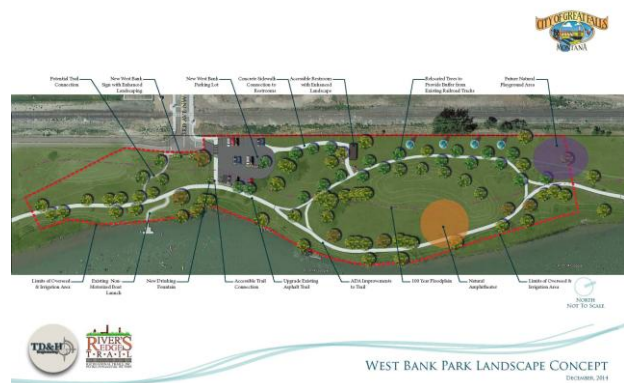 CITY OF GREAT FALLS
MONTANA
Potential Trail
Connection
New West Bank
Sign with Enhanced
Landscaping
New West Bank
Parking Lot
Concrete Sidewalk
Connection to
Restrooms
Accessible Restrooms
with Enhanced
Landscape
Relocated Trees to
Provide Buffer from
Existing Railroad Tracks
Future Natural
Playground Area
Limits of Overseed
& Irrigation Area
Existing Non-
Motorized Boat
Launch
New Drinking
Fountain
Accessible Trail
Connection
Upgrade Existing
Asphalt Trail
ADA Improvements
to Trail
100 Year Floodplain
Natural
Amphitheater
Limits of Overseed &
Irrigation Area
North
Not to Scale
TD&H
Engineering
RIVER'S
EDGE
TRAIL
West Bank Park Landscape Concept
December, 2014